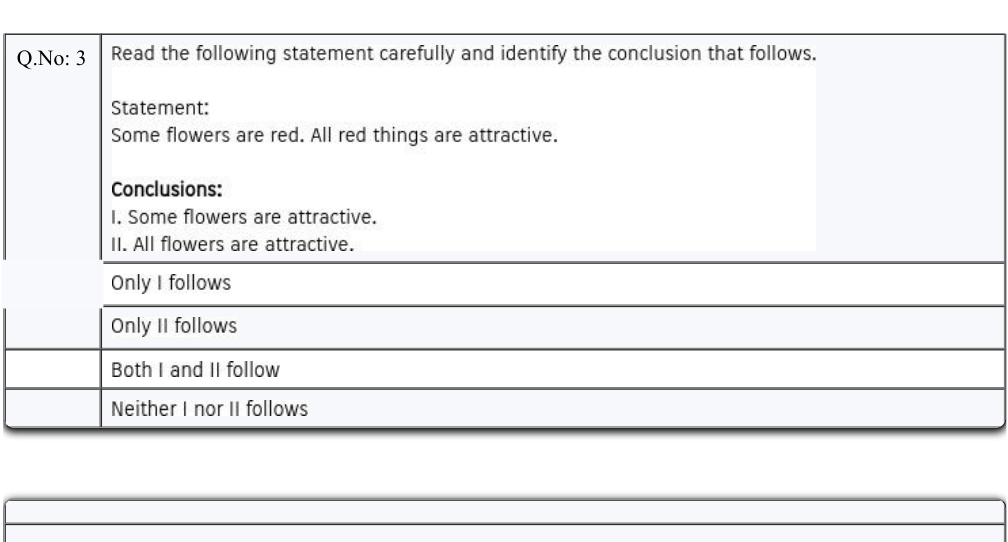 Q.No: 3
Read the following statement carefully and identify the conclusion that follows.
Statement:
Some flowers are red. All red things are attractive.
Conclusions:
I. Some flowers are attractive.
II. All flowers are attractive.
Only I follows
Only II follows
Both I and II follow
Neither I nor II follows